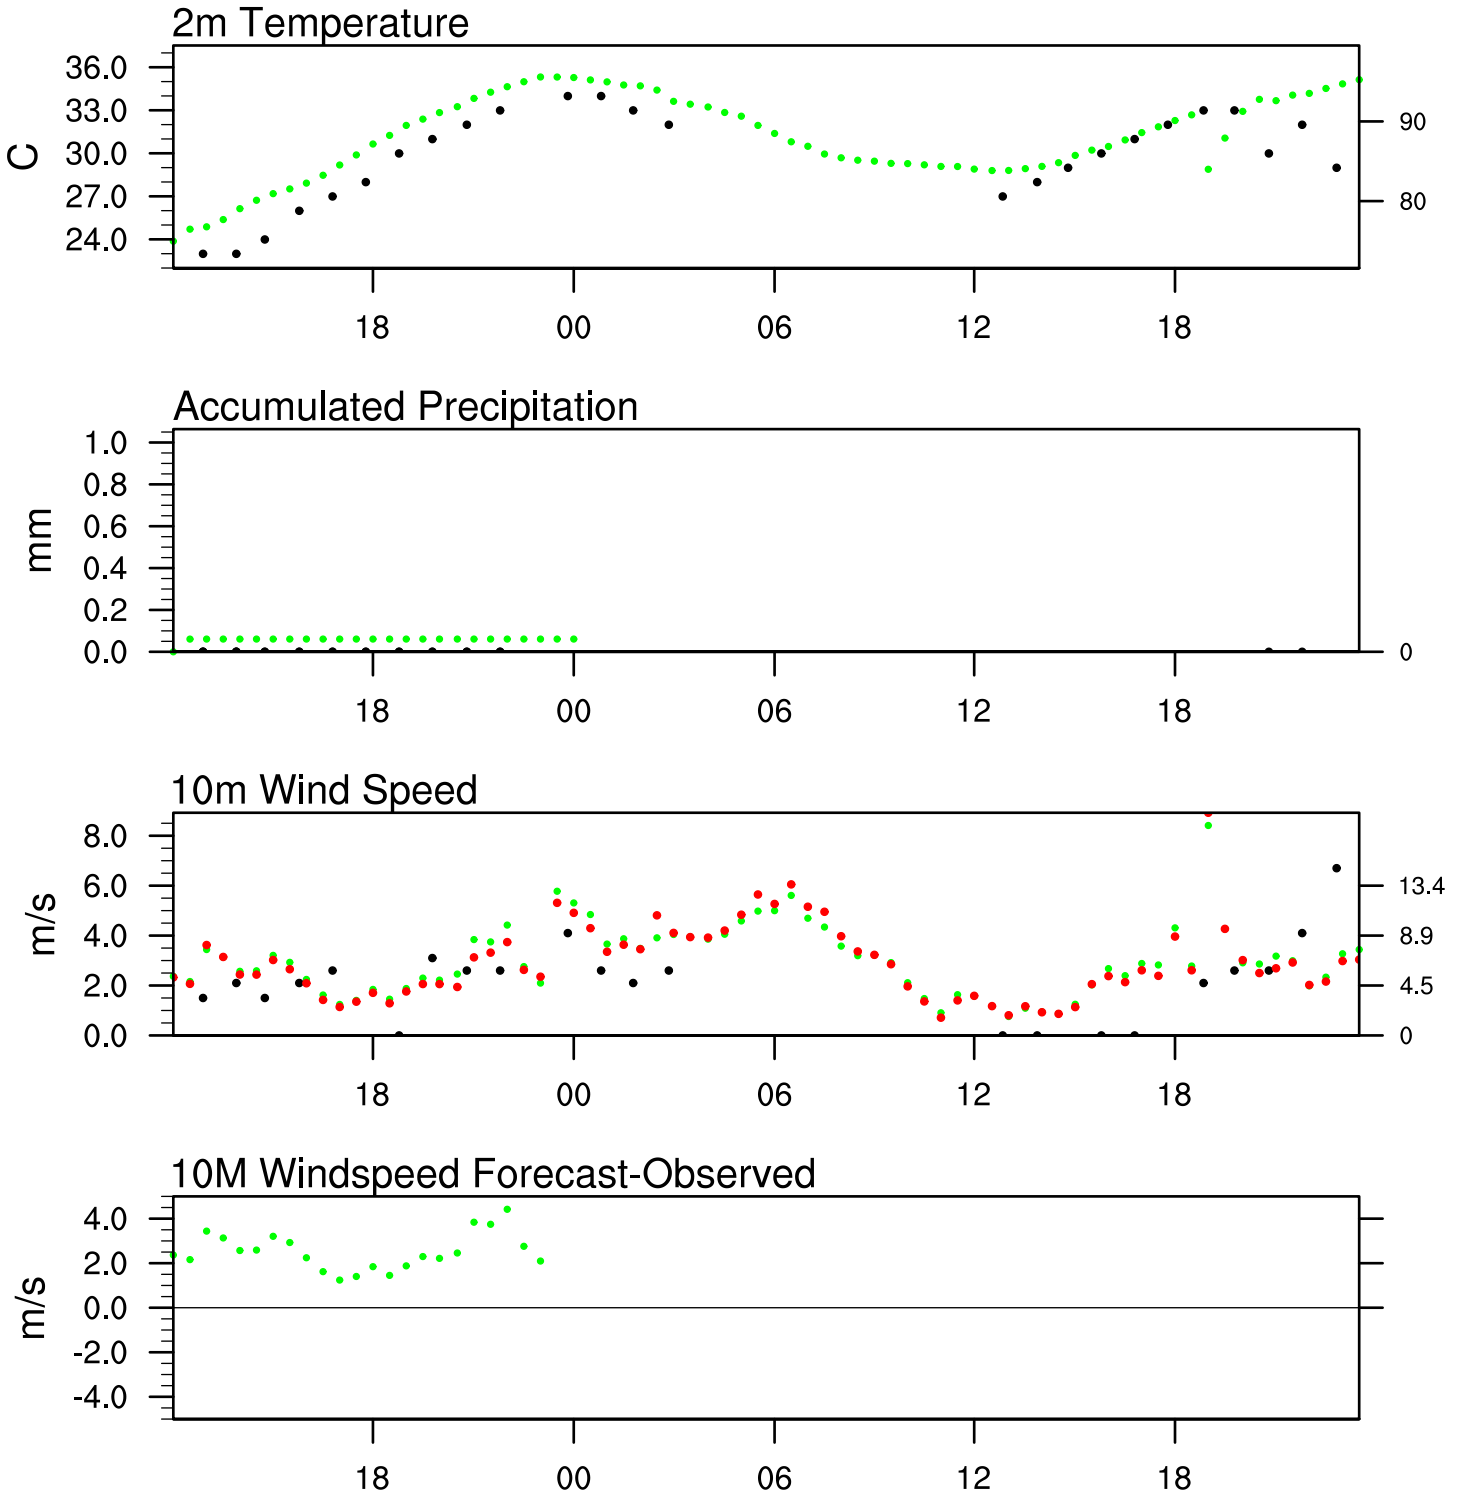 2m Temperature
36.0
33.0
30.0
27.0
24.0
C
90
80
18 00 06 12 18
Accumulated Precipitation
1.0
0.8
0.6
0.4
0.2
0.0
mm
0
18 00 06 12 18
10m Wind Speed
8.0
6.0
4.0
2.0
0.0
m/s
13.4
8.9
4.5
0
18 00 06 12 18
10M Windspeed Forecast-Observed
4.0
2.0
0.0
-2.0
-4.0
m/s
18 00 06 12 18